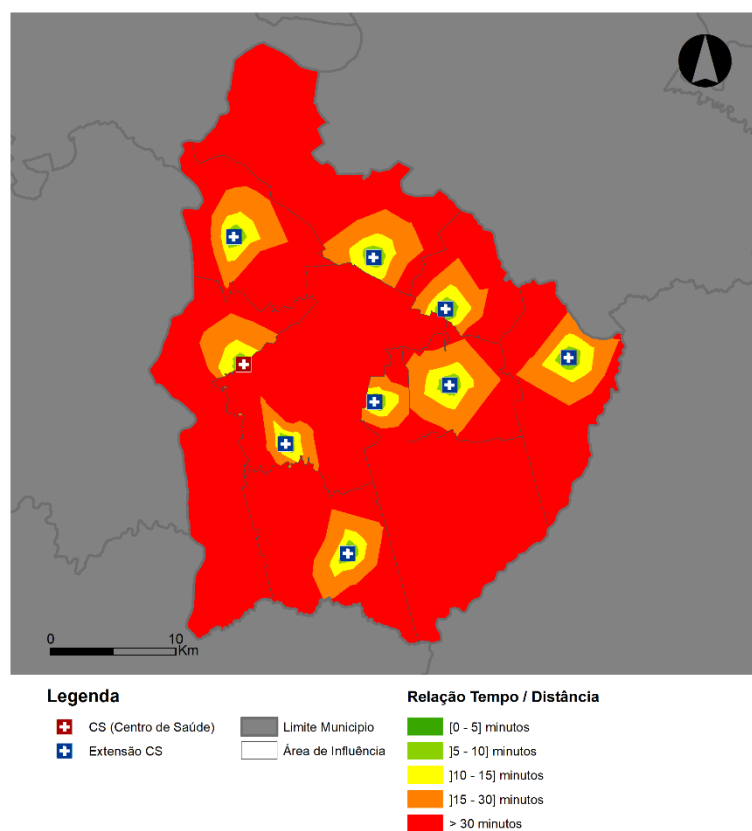 0 10
Km
Legenda
CS (Centro de Saúde)
Extensão CS
Limite Municipio
Área de Influência
Relação Tempo / Distância
[0 - 5] minutos
]5 - 10] minutos
]10 - 15] minutos
]15 - 30] minutos
> 30 minutos